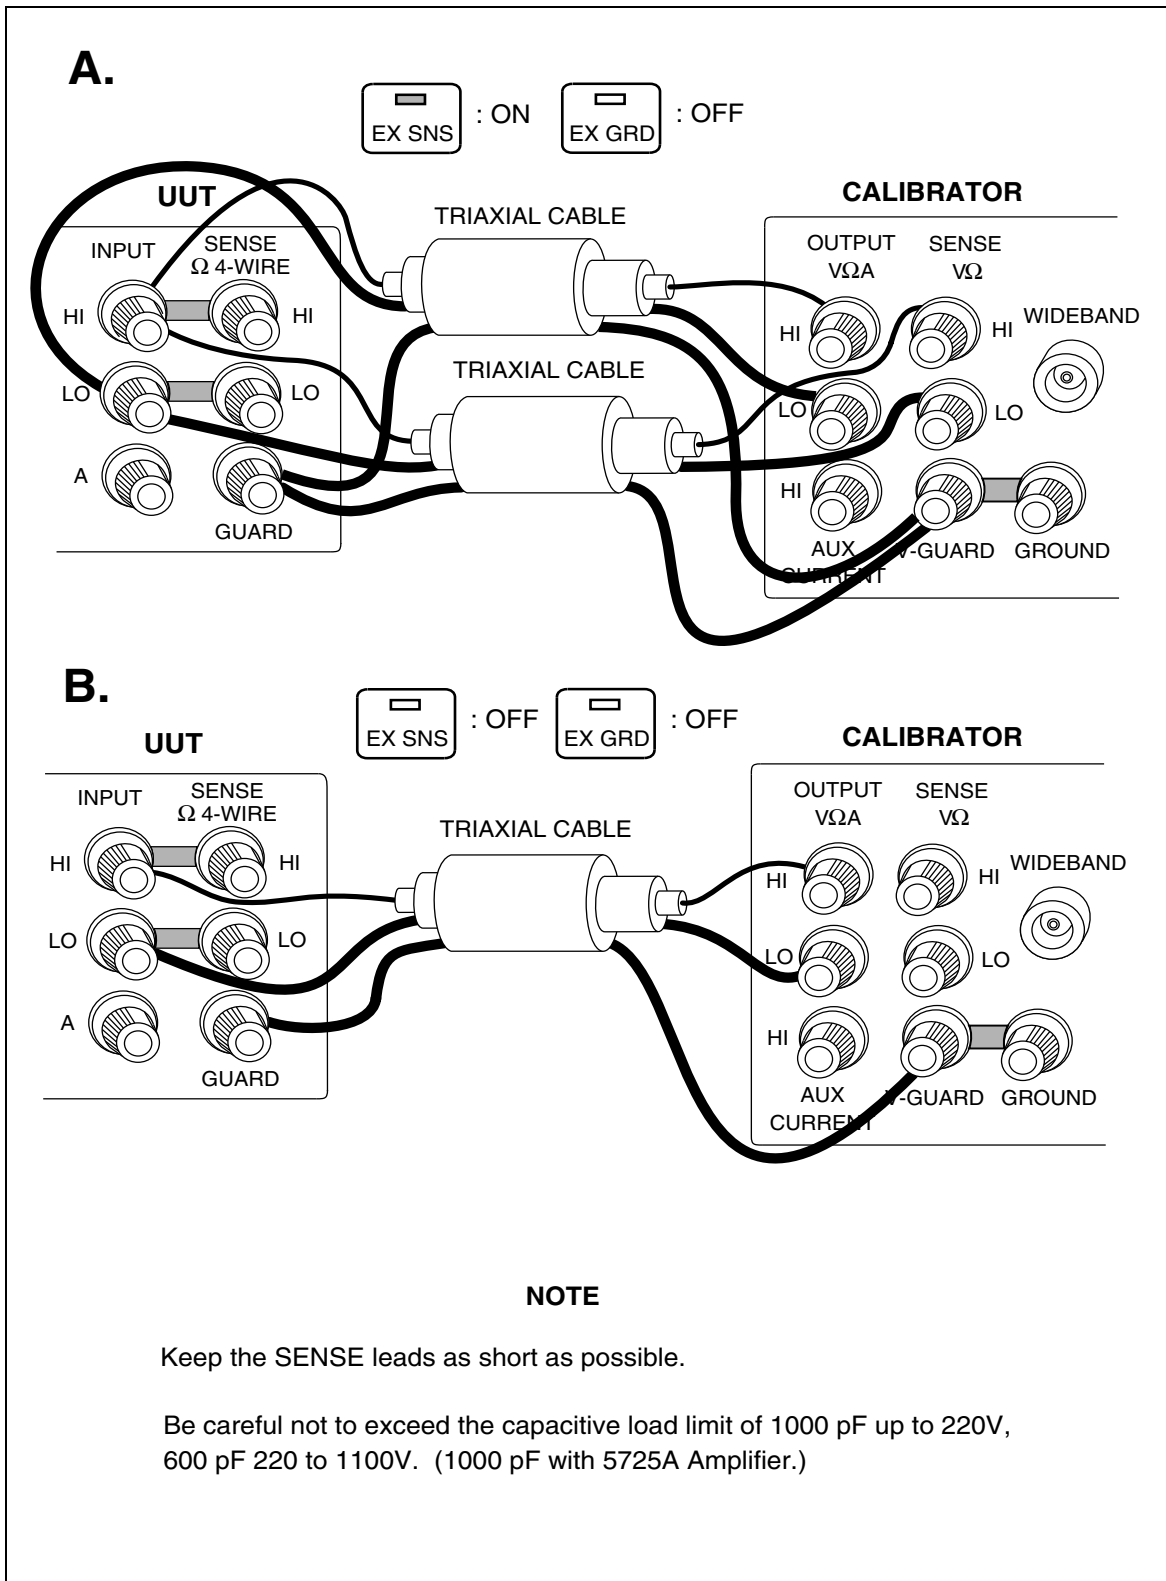 A.
EX SNS : ON EX GRD : OFF
UUT
CALIBRATOR
TRIAXIAL CABLE
INPUT
SENSE
Ω 4-WIRE
HI
HI
LO
LO
A
GUARD
TRIAXIAL CABLE
OUTPUT
VΩA
SENSE
VΩ
HI
HI
WIDEBAND
LO
LO
HI
AUX
CURRENT
V-GUARD
GROUND
B.
EX SNS : OFF EX GRD : OFF
UUT
CALIBRATOR
INPUT
SENSE
Ω 4-WIRE
HI
HI
LO
LO
A
GUARD
TRIAXIAL CABLE
OUTPUT
VΩA
SENSE
VΩ
HI
HI
WIDEBAND
LO
LO
HI
AUX
CURRENT
V-GUARD
GROUND
NOTE
Keep the SENSE leads as short as possible.
Be careful not to exceed the capacitive load limit of 1000 pF up to 220V,
600 pF 220 to 1100V. (1000 pF with 5725A Amplifier.)